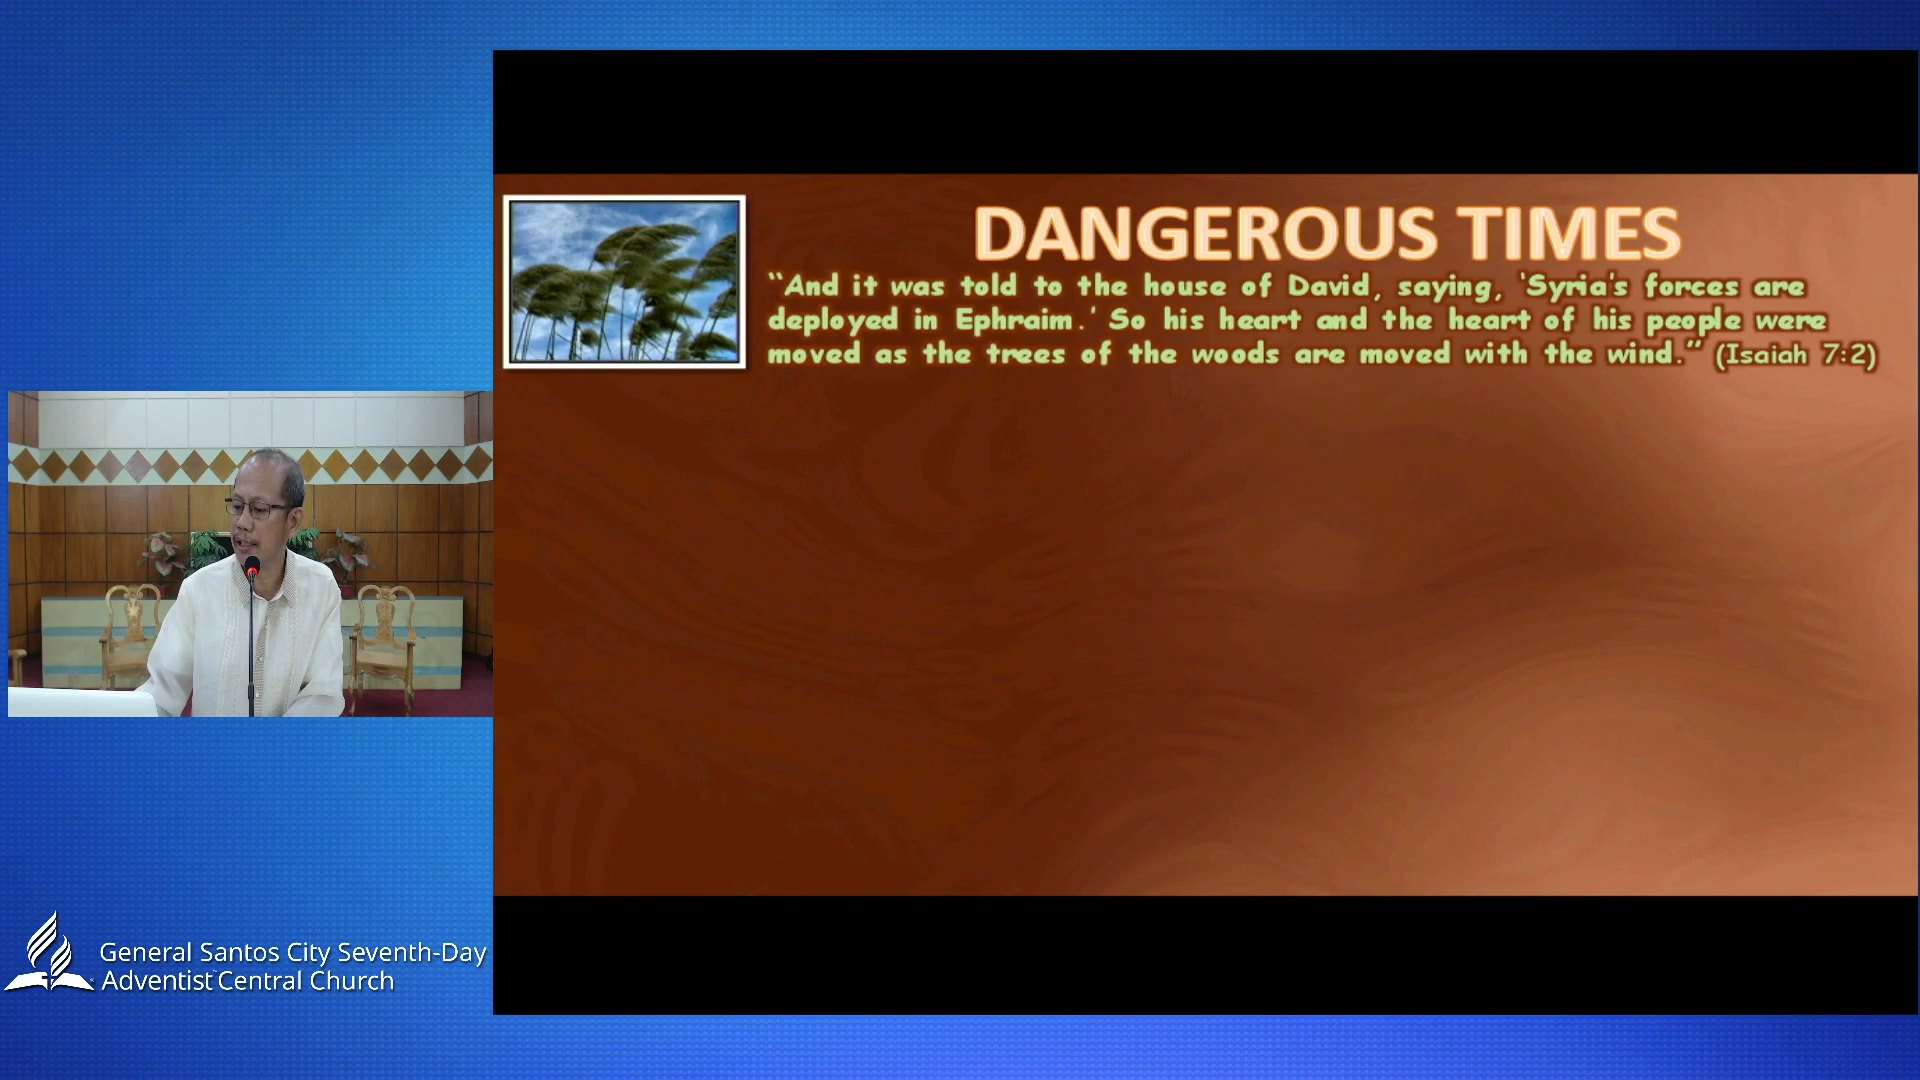 DANGEROUS TIMES
“And it was told to the house of David, saying, ‘Syria's forces are
deployed in Ephraim.’ So his heart and the heart of his people were
moved as the trees of the woods are moved with the wind.” (Isaiah 7:2)
General Santos City Seventh-Day
Adventist Central Church